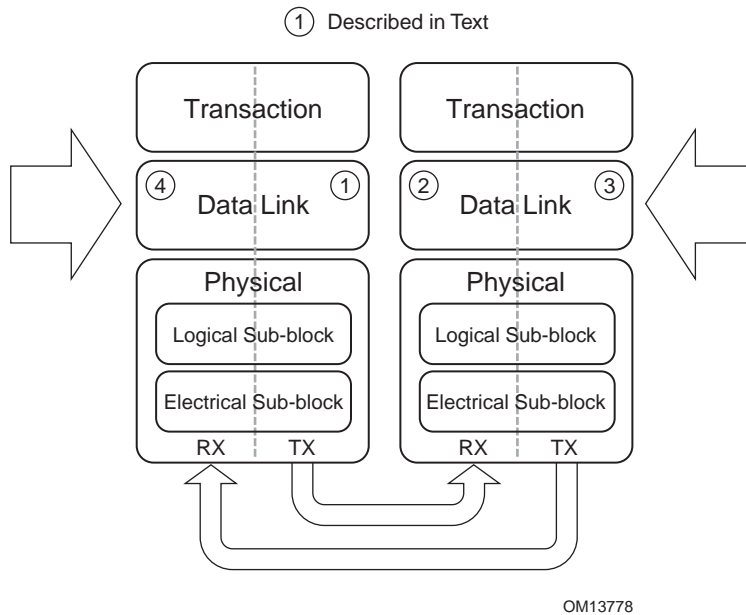 1 Described in Text
Transaction
Transaction
4 Data Link 1
2 Data Link 3
Physical
Physical
Logical Sub-block
Logical Sub-block
Electrical Sub-block
Electrical Sub-block
RX TX
RX TX
OM13778